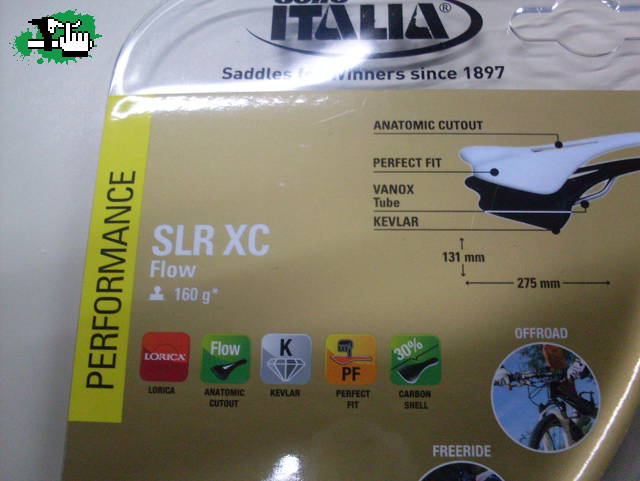 ITALIA®
Saddles for Winners since 1897
PERFORMANCE
SLR XC
Flow
160 g*
ANATOMIC CUTOUT
PERFECT FIT
VANOX
Tube
KEVLAR
131 mm
275 mm
LORICA
LORICA
Flow
ANATOMIC
CUTOUT
K
KEVLAR
PF
PERFECT
FIT
30%
CARBON
SHELL
OFFROAD
FREERIDE